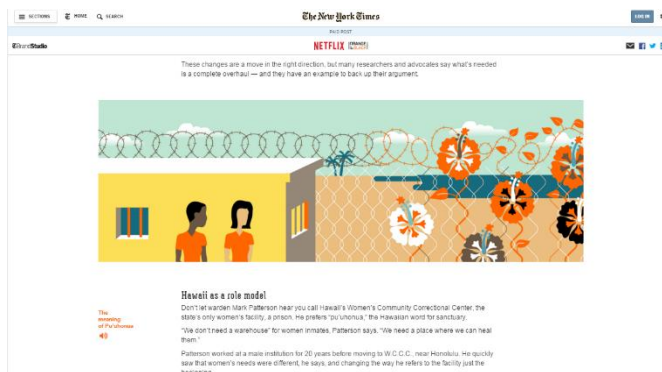 SECTIONS HOME SEARCH The New York Times LOG IN
PAID POST
TBrandStudio NETFLIX ORANGE
These changes are a move in the right direction, but many researchers and advocates say what's needed
is a complete overhaul — and they have an example to back up their argument.
Hawaii as a role model
Don't let warden Mark Patterson hear you call Hawaii's Women's Community Correctional Center, the
state's only women's facility, a prison. He prefers "pu'uhonua," the Hawaiian word for sanctuary.
The
meaning
of Pu'uhonua
"We don't need a warehouse" for women inmates, Patterson says. "We need a place where we can heal
them."
Patterson worked at a male institution for 20 years before moving to W.C.C.C., near Honolulu. He quickly
saw that women's needs were different, he says, and changing the way he refers to the facility just the